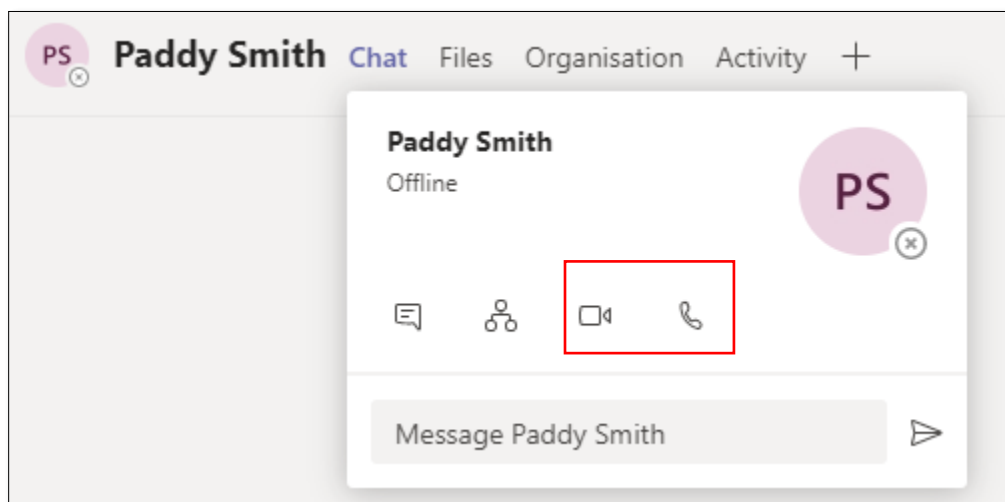 PS Paddy Smith Chat Files Organisation Activity
Paddy Smith
Offline
PS
Message Paddy Smith